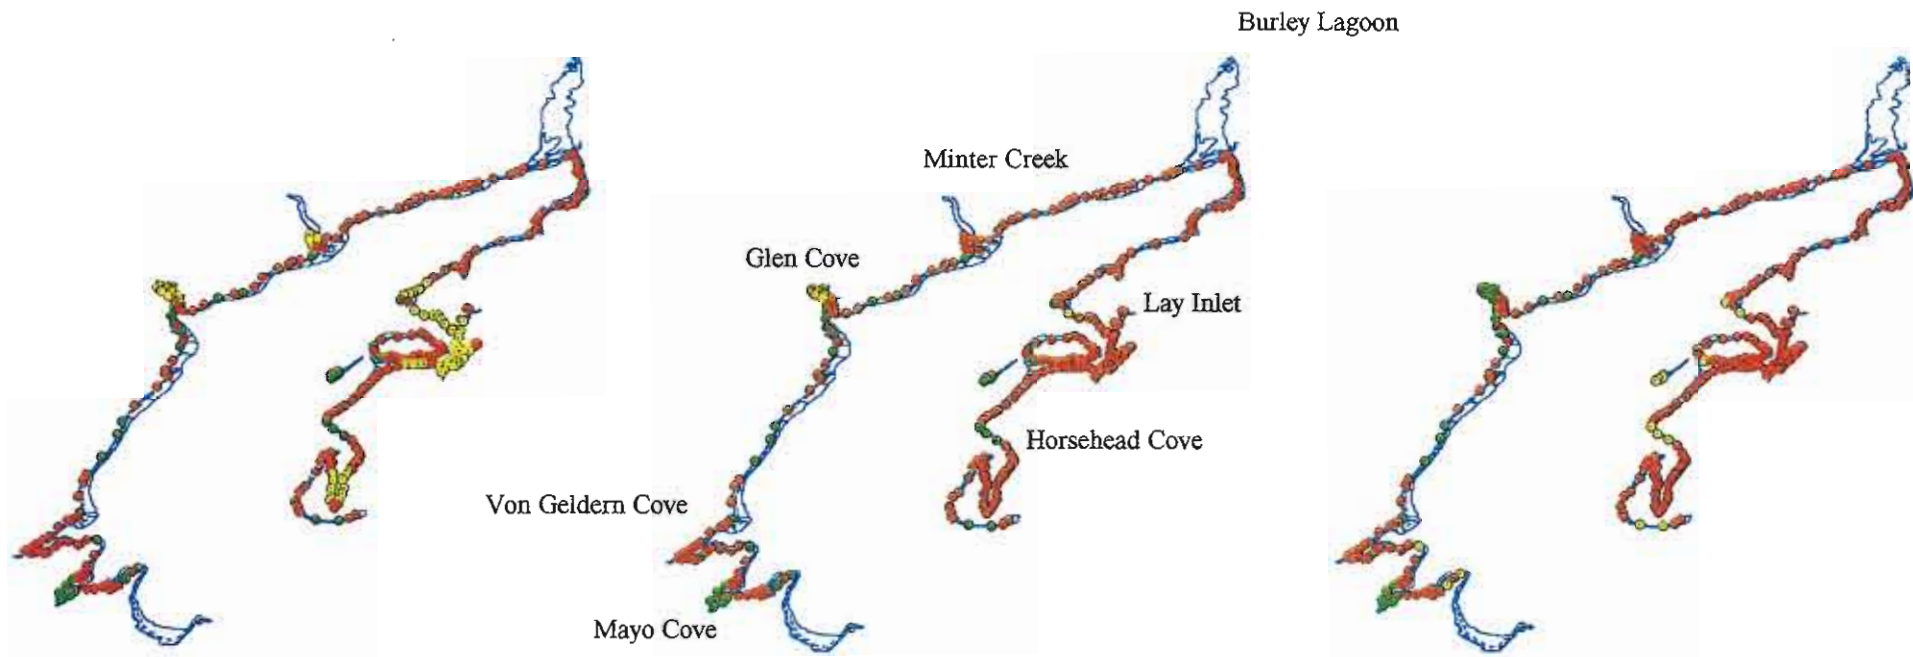 Burley Lagoon
Minter Creek
Glen Cove
Lay Inlet
Horsehead Cove
Von Geldern Cove
Mayo Cove